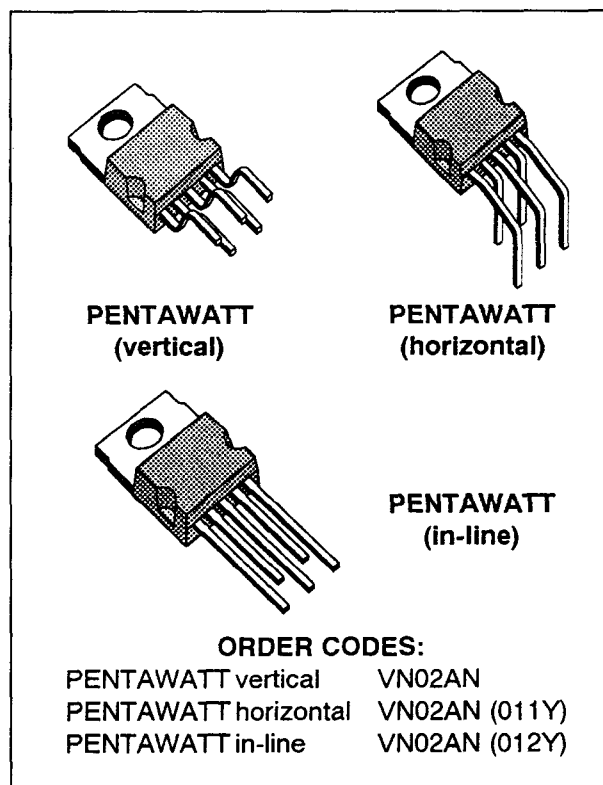 PENTAWATT
(vertical)
PENTAWATT
(horizontal)
PENTAWATT
(in-line)
ORDER CODES:
PENTAWATT vertical VN02AN
PENTAWATT horizontal VN02AN (011Y)
PENTAWATT in-line VN02AN (012Y)